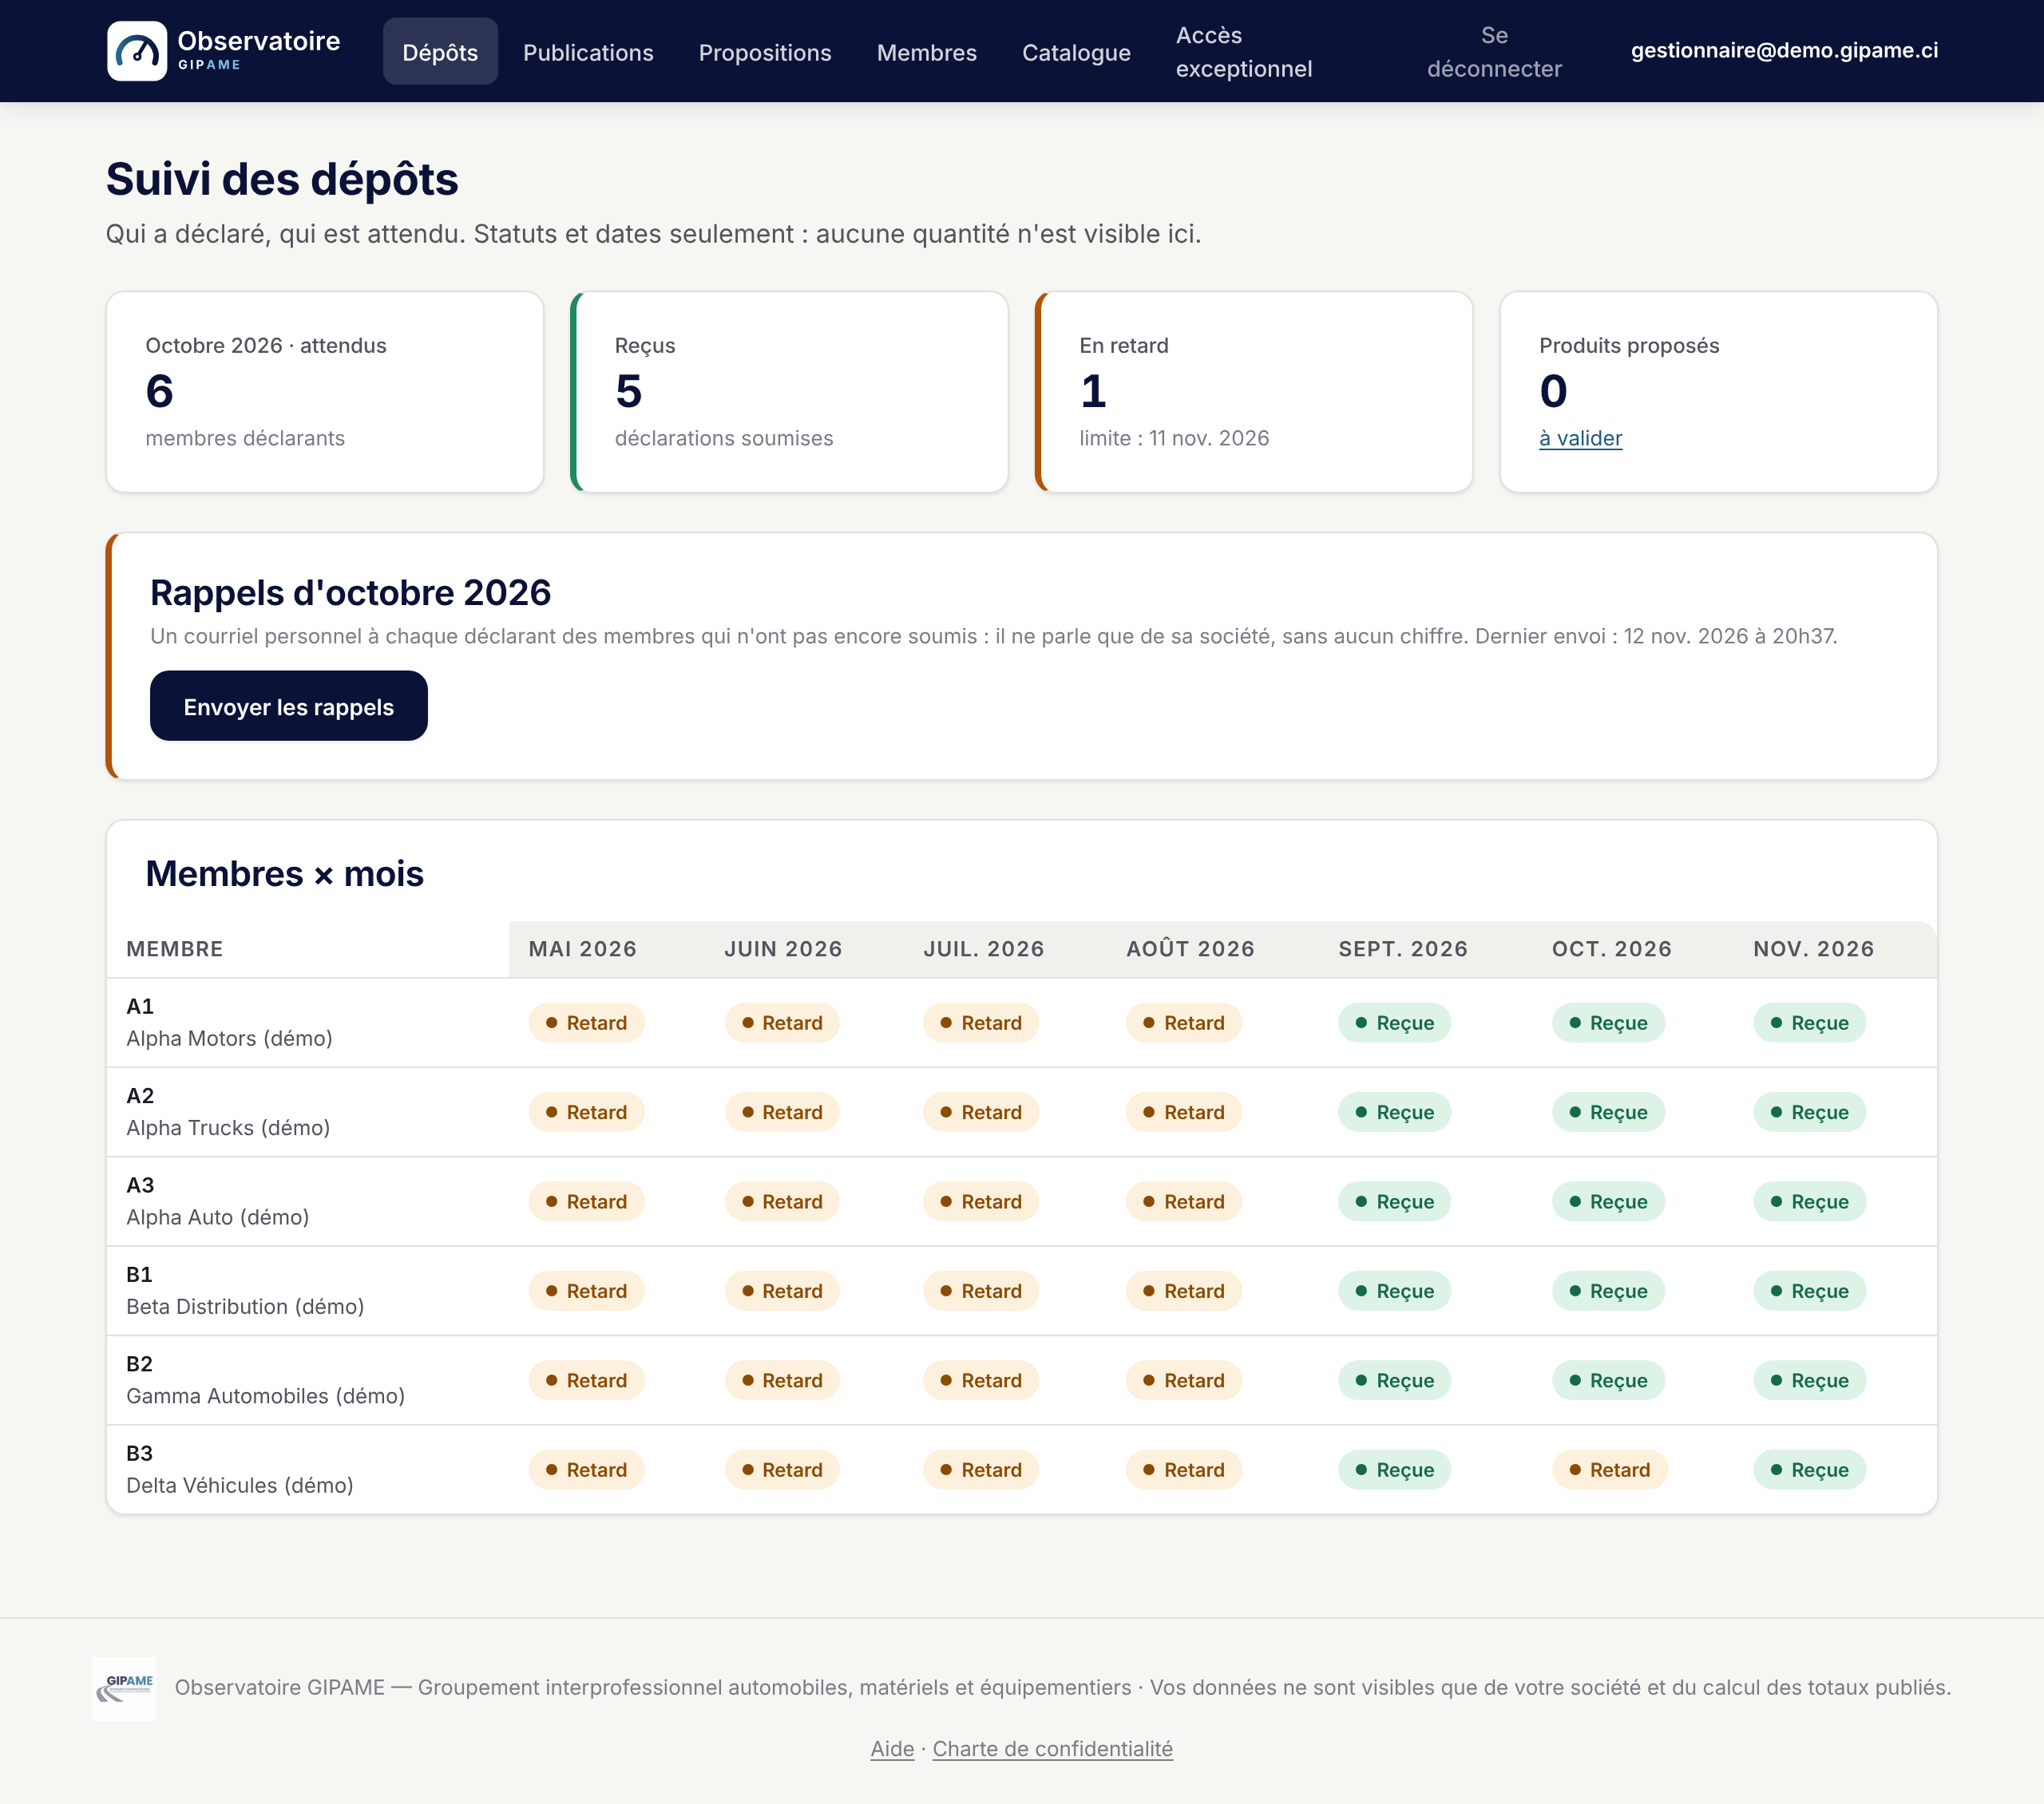 Observatoire
GIPAME
Dépôts
Publications
Propositions
Membres
Catalogue
Accès
exceptionnel
Se
déconnecter
gestionnaire@demo.gipame.ci
Suivi des dépôts
Qui a déclaré, qui est attendu. Statuts et dates seulement : aucune quantité n'est visible ici.
Octobre 2026 · attendus
6
membres déclarants
Reçus
5
déclarations soumises
En retard
1
limite : 11 nov. 2026
Produits proposés
0
à valider
Rappels d'octobre 2026
Un courriel personnel à chaque déclarant des membres qui n'ont pas encore soumis : il ne parle que de sa société, sans aucun chiffre. Dernier envoi : 12 nov. 2026 à 20h37.
Envoyer les rappels
Membres × mois
MEMBRE MAI 2026 JUIN 2026 JUIL. 2026 AOÛT 2026 SEPT. 2026 OCT. 2026 NOV. 2026
A1
Alpha Motors (démo)
Retard Retard Retard Retard Reçue Reçue Reçue
A2
Alpha Trucks (démo)
Retard Retard Retard Retard Reçue Reçue Reçue
A3
Alpha Auto (démo)
Retard Retard Retard Retard Reçue Reçue Reçue
B1
Beta Distribution (démo)
Retard Retard Retard Retard Reçue Reçue Reçue
B2
Gamma Automobiles (démo)
Retard Retard Retard Retard Reçue Reçue Reçue
B3
Delta Véhicules (démo)
Retard Retard Retard Retard Reçue Retard Reçue
GIPAME
Observatoire GIPAME — Groupement interprofessionnel automobiles, matériels et équipementiers · Vos données ne sont visibles que de votre société et du calcul des totaux publiés.
Aide · Charte de confidentialité